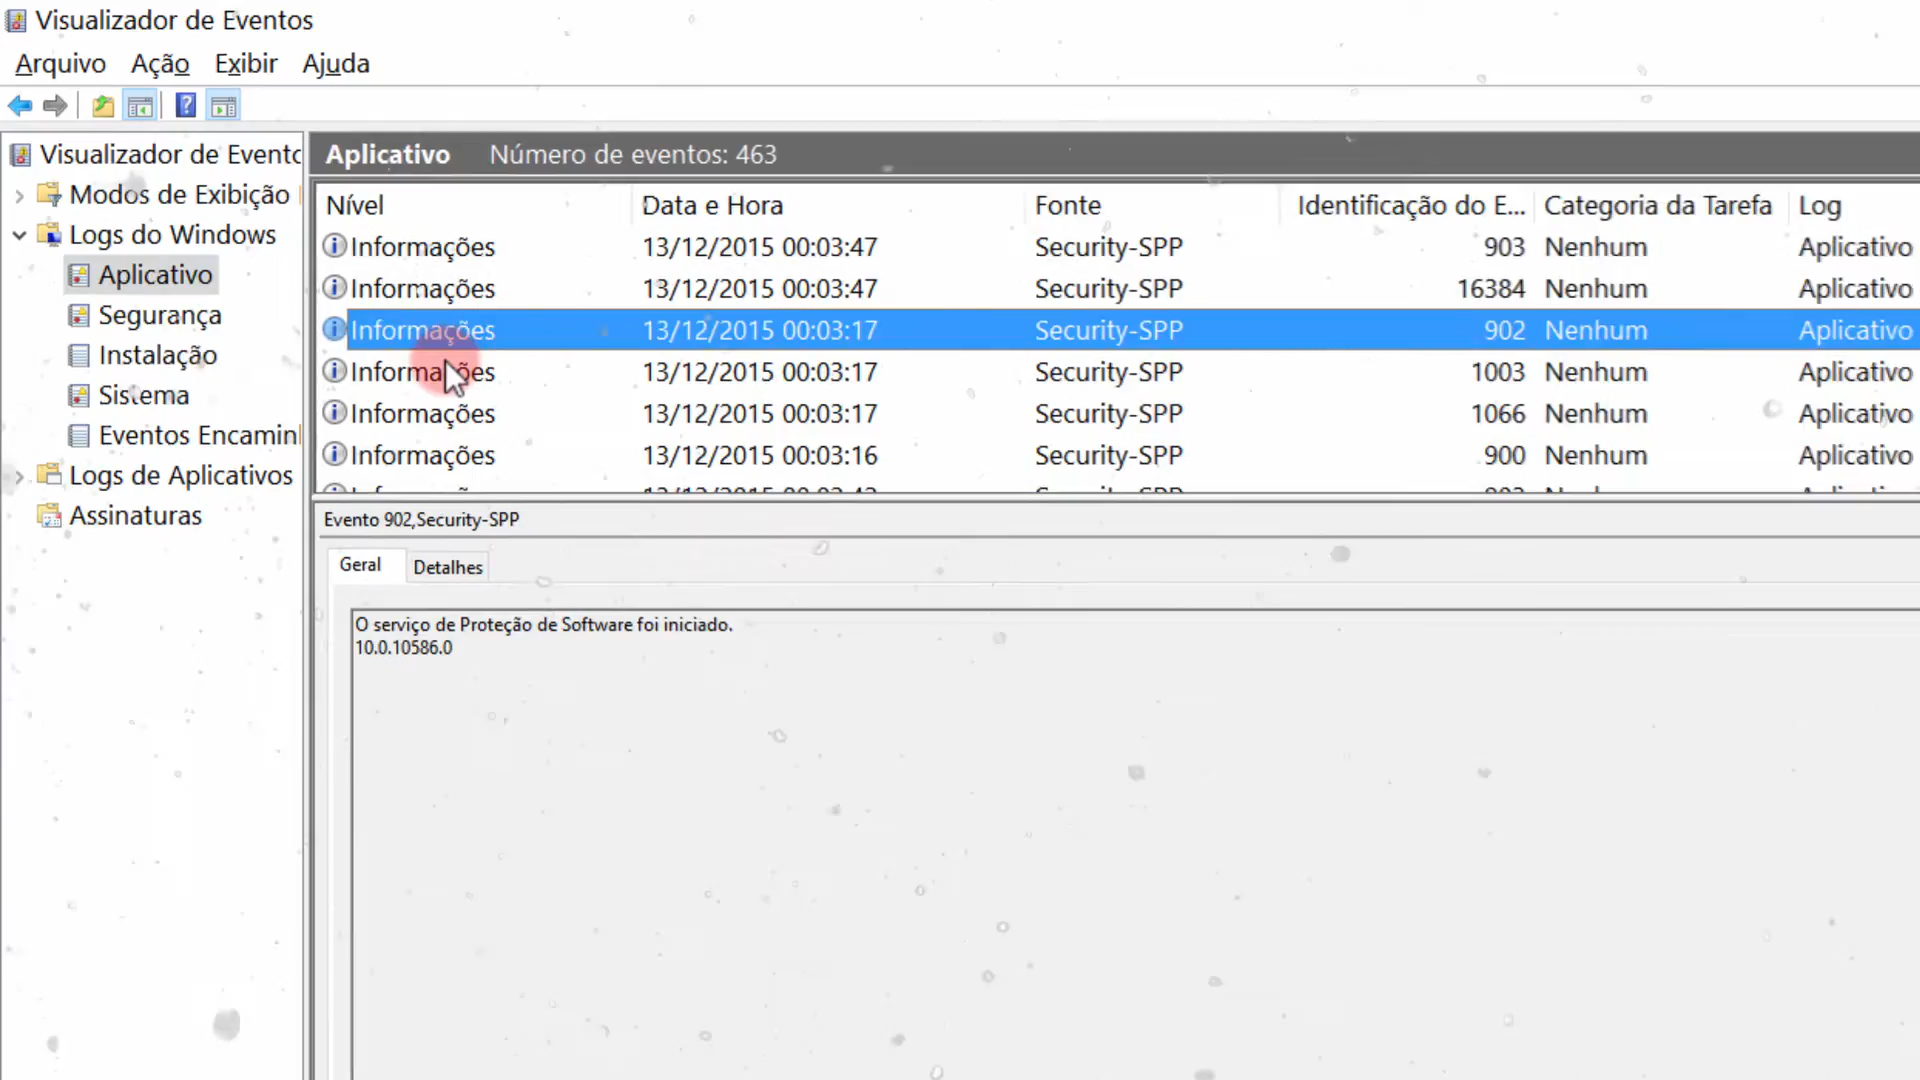 Visualizador de Eventos
Arquivo Ação Exibir Ajuda
Visualizador de Evento
Modos de Exibição
Logs do Windows
Aplicativo
Segurança
Instalação
Sistema
Eventos Encamin
Logs de Aplicativos
Assinaturas
Aplicativo Número de eventos: 463
Nível Data e Hora Fonte Identificação do E... Categoria da Tarefa Log
Informações 13/12/2015 00:03:47 Security-SPP 903 Nenhum Aplicativo
Informações 13/12/2015 00:03:47 Security-SPP 16384 Nenhum Aplicativo
Informações 13/12/2015 00:03:17 Security-SPP 902 Nenhum Aplicativo
Informações 13/12/2015 00:03:17 Security-SPP 1003 Nenhum Aplicativo
Informações 13/12/2015 00:03:17 Security-SPP 1066 Nenhum Aplicativo
Informações 13/12/2015 00:03:16 Security-SPP 900 Nenhum Aplicativo
Evento 902,Security-SPP
Geral Detalhes
O serviço de Proteção de Software foi iniciado.
10.0.10586.0